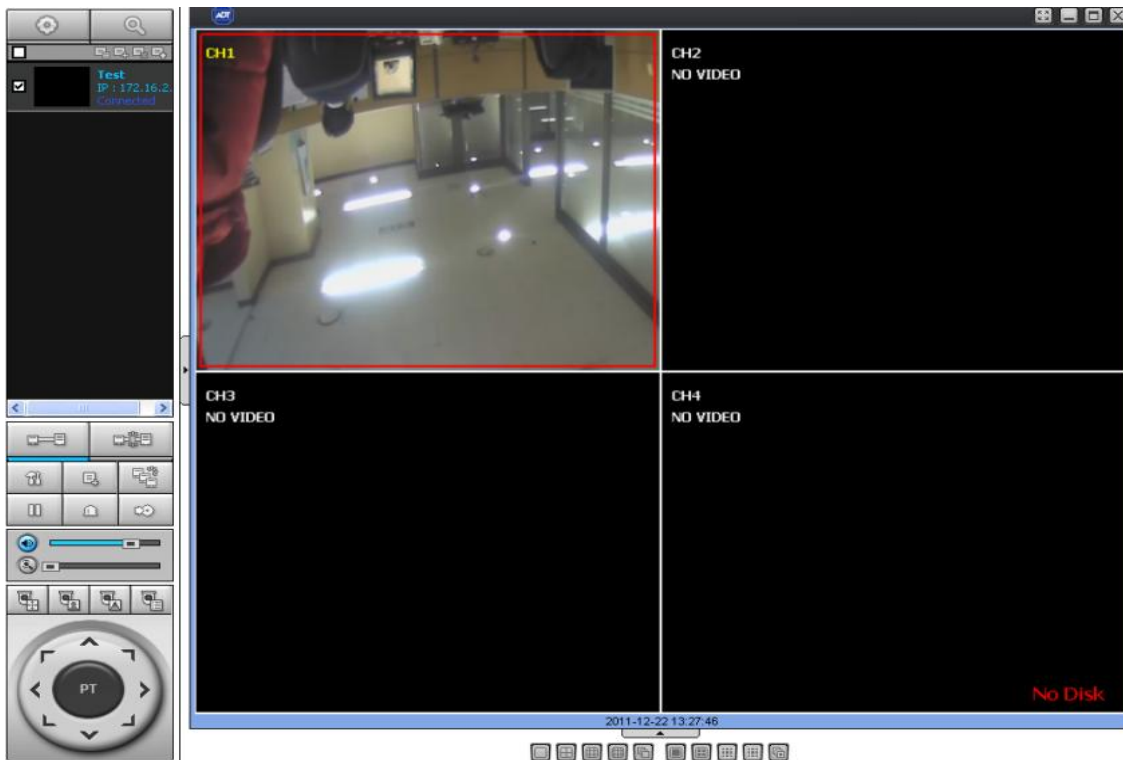 ADT
Test
IP : 172.16.2.
Connected
CH1
CH2
NO VIDEO
CH3
NO VIDEO
CH4
NO VIDEO
No Disk
2011-12-22 13:27:46
PT